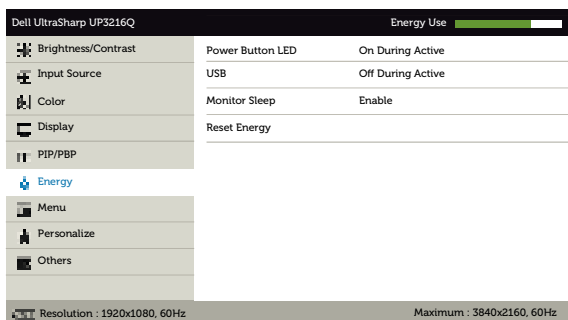 Dell UltraSharp UP3216Q Energy Use
Brightness/Contrast
Power Button LED On During Active
Input Source
USB Off During Active
Color
Monitor Sleep Enable
Display
Reset Energy
PIP/PBP
Energy
Menu
Personalize
Others
Resolution : 1920x1080, 60Hz Maximum : 3840x2160, 60Hz